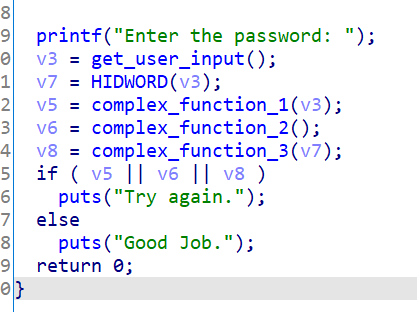 8
9 printf("Enter the password: ");
0 v3 = get_user_input();
1 v7 = HIDWORD(v3);
2 v5 = complex_function_1(v3);
3 v6 = complex_function_2();
4 v8 = complex_function_3(v7);
5 if ( v5 || v6 || v8 )
6 puts("Try again.");
7 else
8 puts("Good Job.");
9 return 0;
0 }